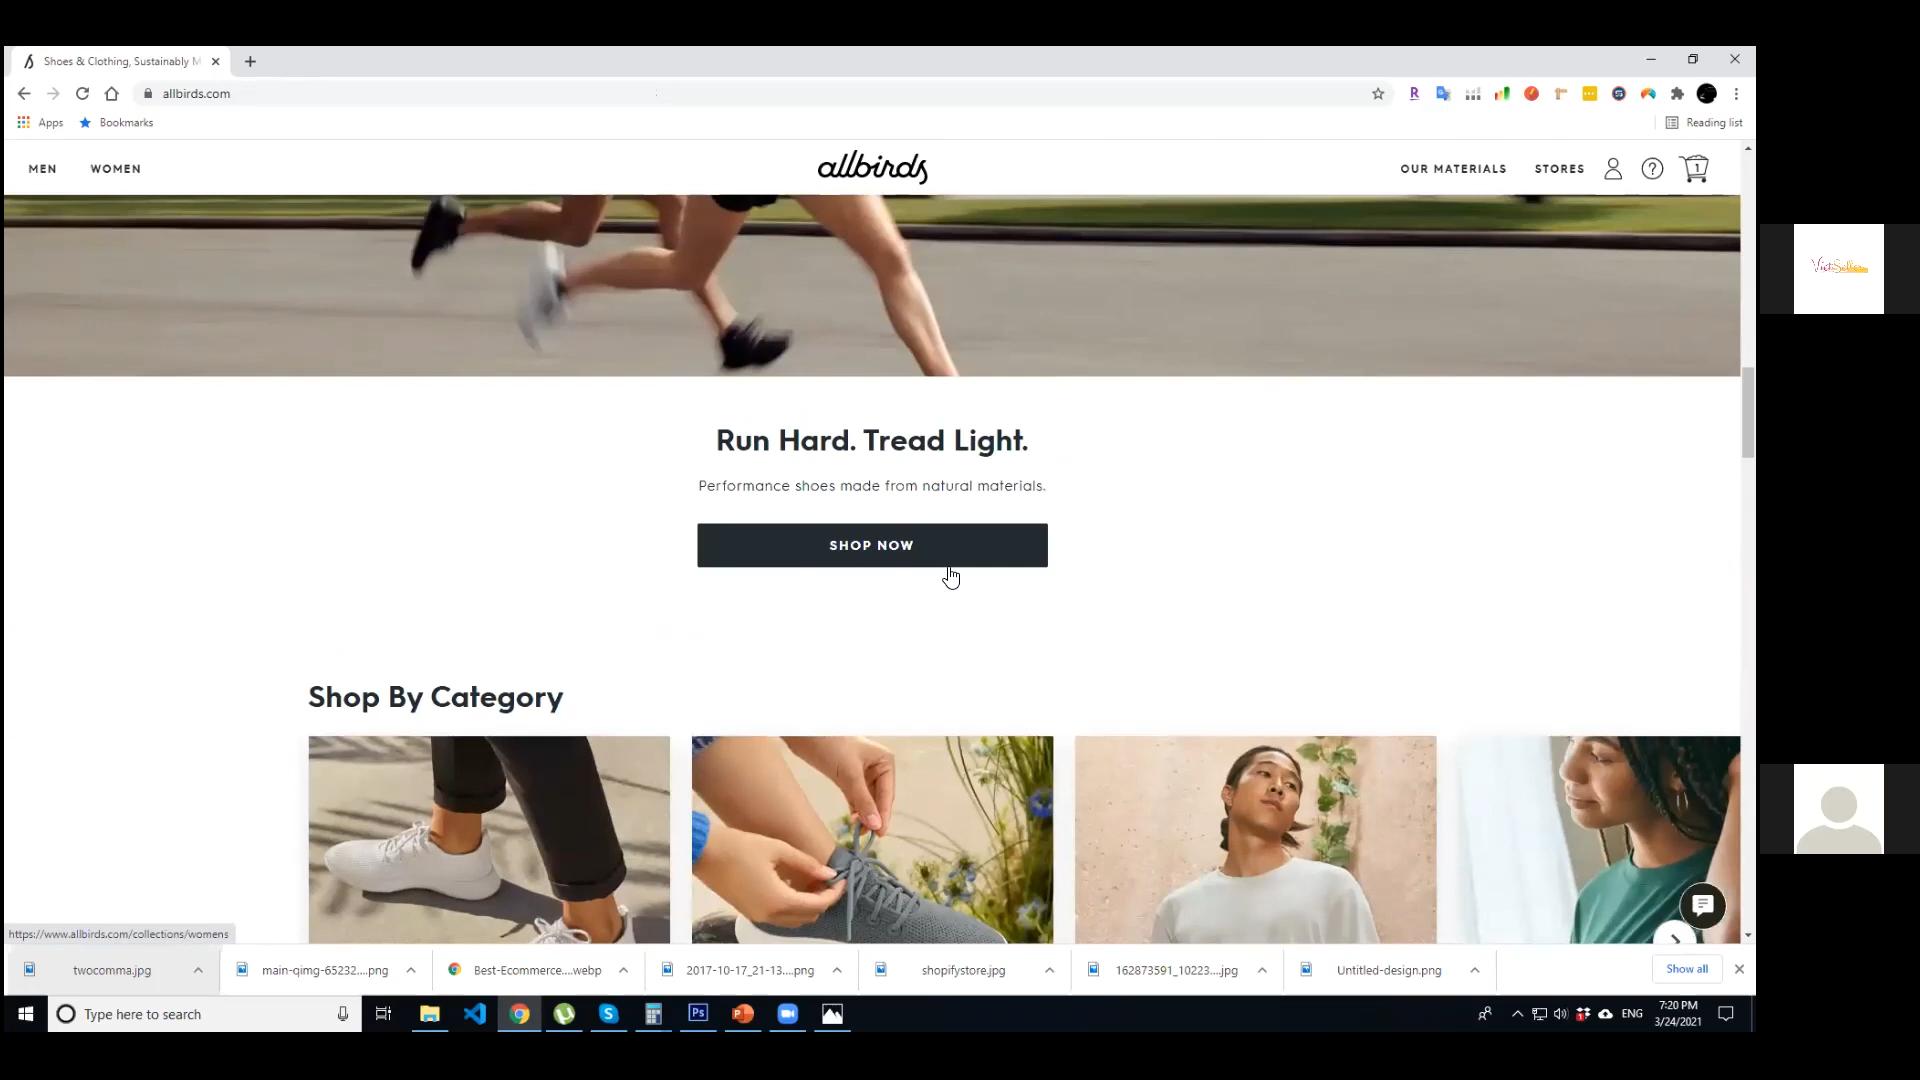 Shoes & Clothing, Sustainably M
allbirds.com
Apps
Bookmarks
Reading list
MEN
WOMEN
allbirds
OUR MATERIALS
STORES
1
Run Hard. Tread Light.
Performance shoes made from natural materials.
SHOP NOW
Shop By Category
https://www.allbirds.com/collections/womens
twocomma.jpg
main-qimg-65232....png
Best-Ecommerce....webp
2017-10-17_21-13....png
shopifystore.jpg
162873591_10223....jpg
Untitled-design.png
Show all
Type here to search
ENG
7:20 PM
3/24/2021
VietSeller